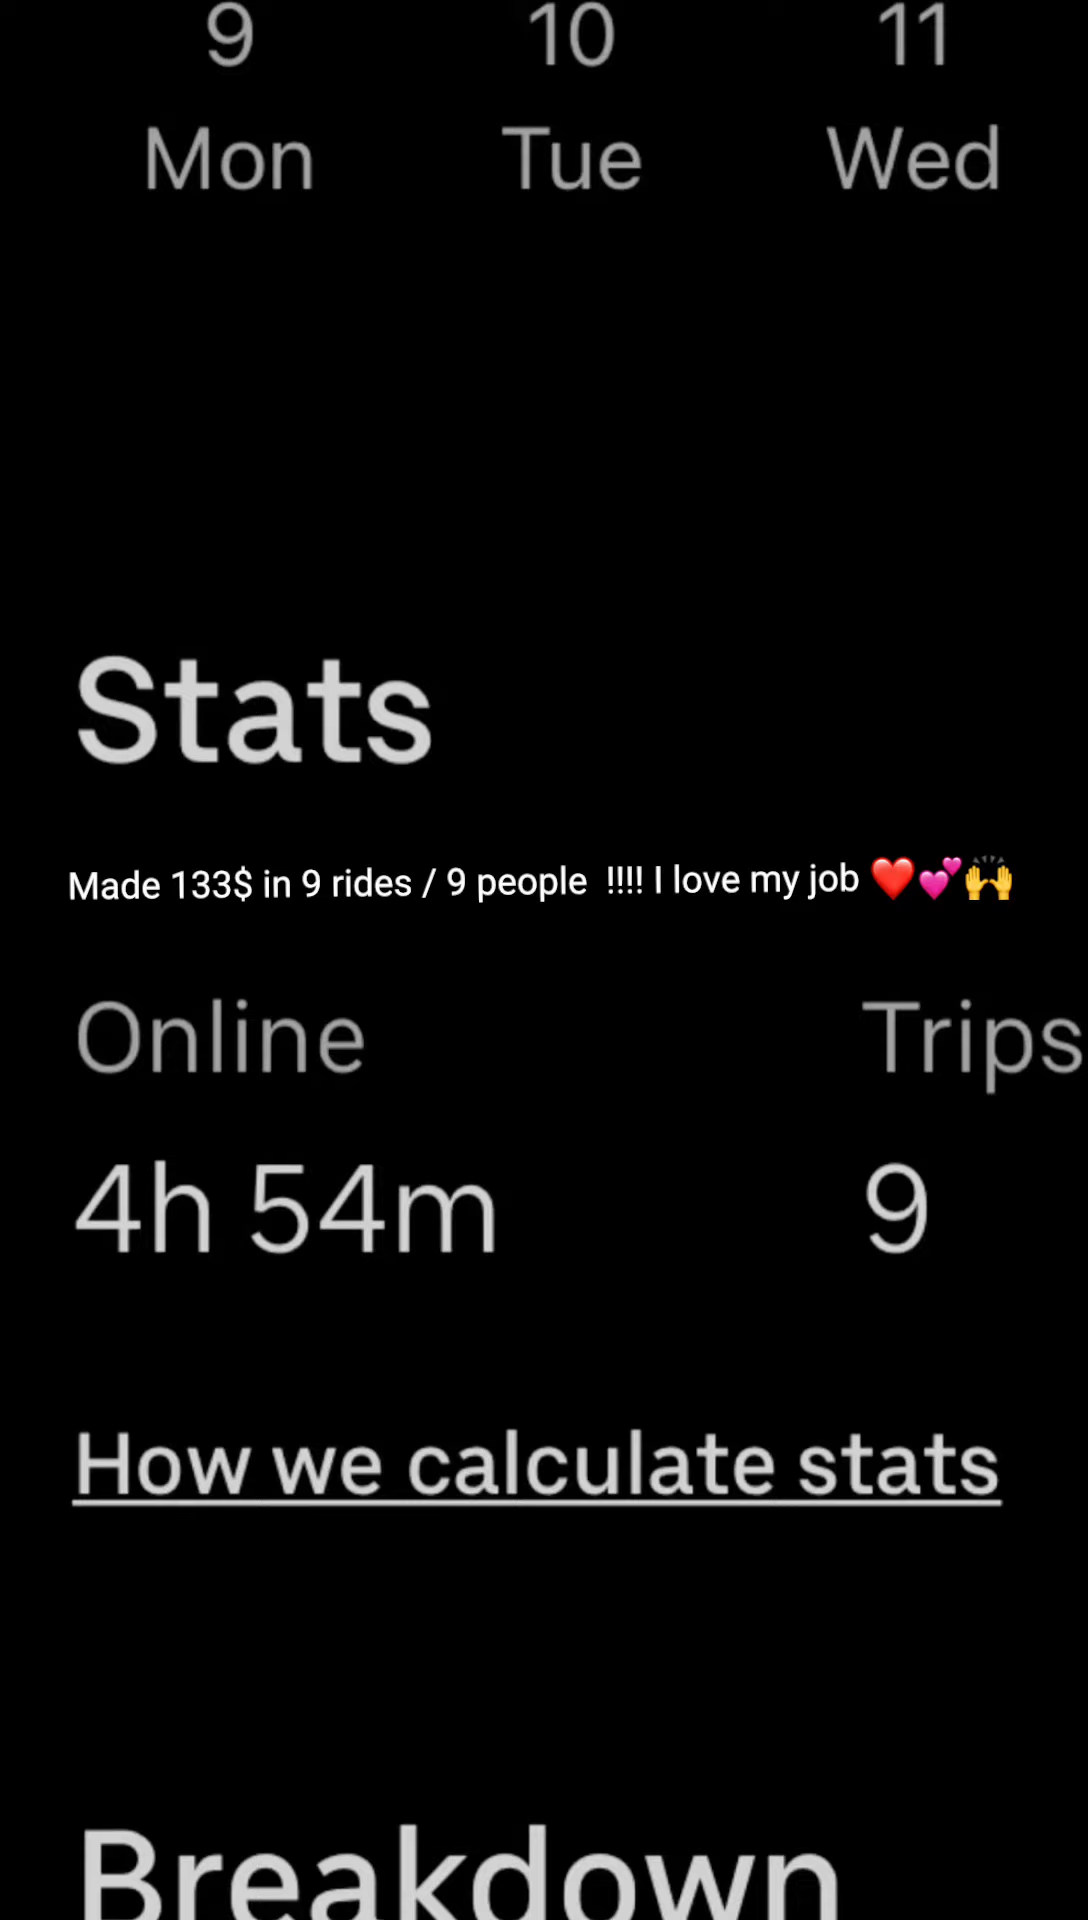 9 10 11
Mon Tue Wed
Stats
Made 133$ in 9 rides / 9 people !!!! I love my job ❤️💕🙌
Online Trips
4h 54m 9
How we calculate stats
Breakdown